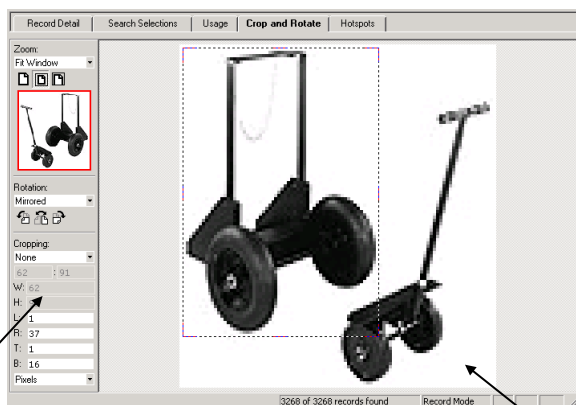 Record Detail Search Selections Usage Crop and Rotate Hotspots
Zoom:
Fit Window
Rotation:
Mirrored
Cropping:
None
62 : 91
W: 62
H:
L: 1
R: 37
T: 1
B: 16
Pixels
3268 of 3268 records found Record Mode